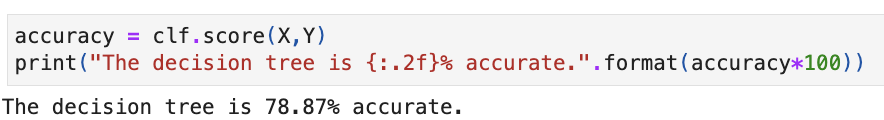 accuracy = clf.score(X,Y)
print("The decision tree is {:.2f}% accurate.".format(accuracy*100))
The decision tree is 78.87% accurate.